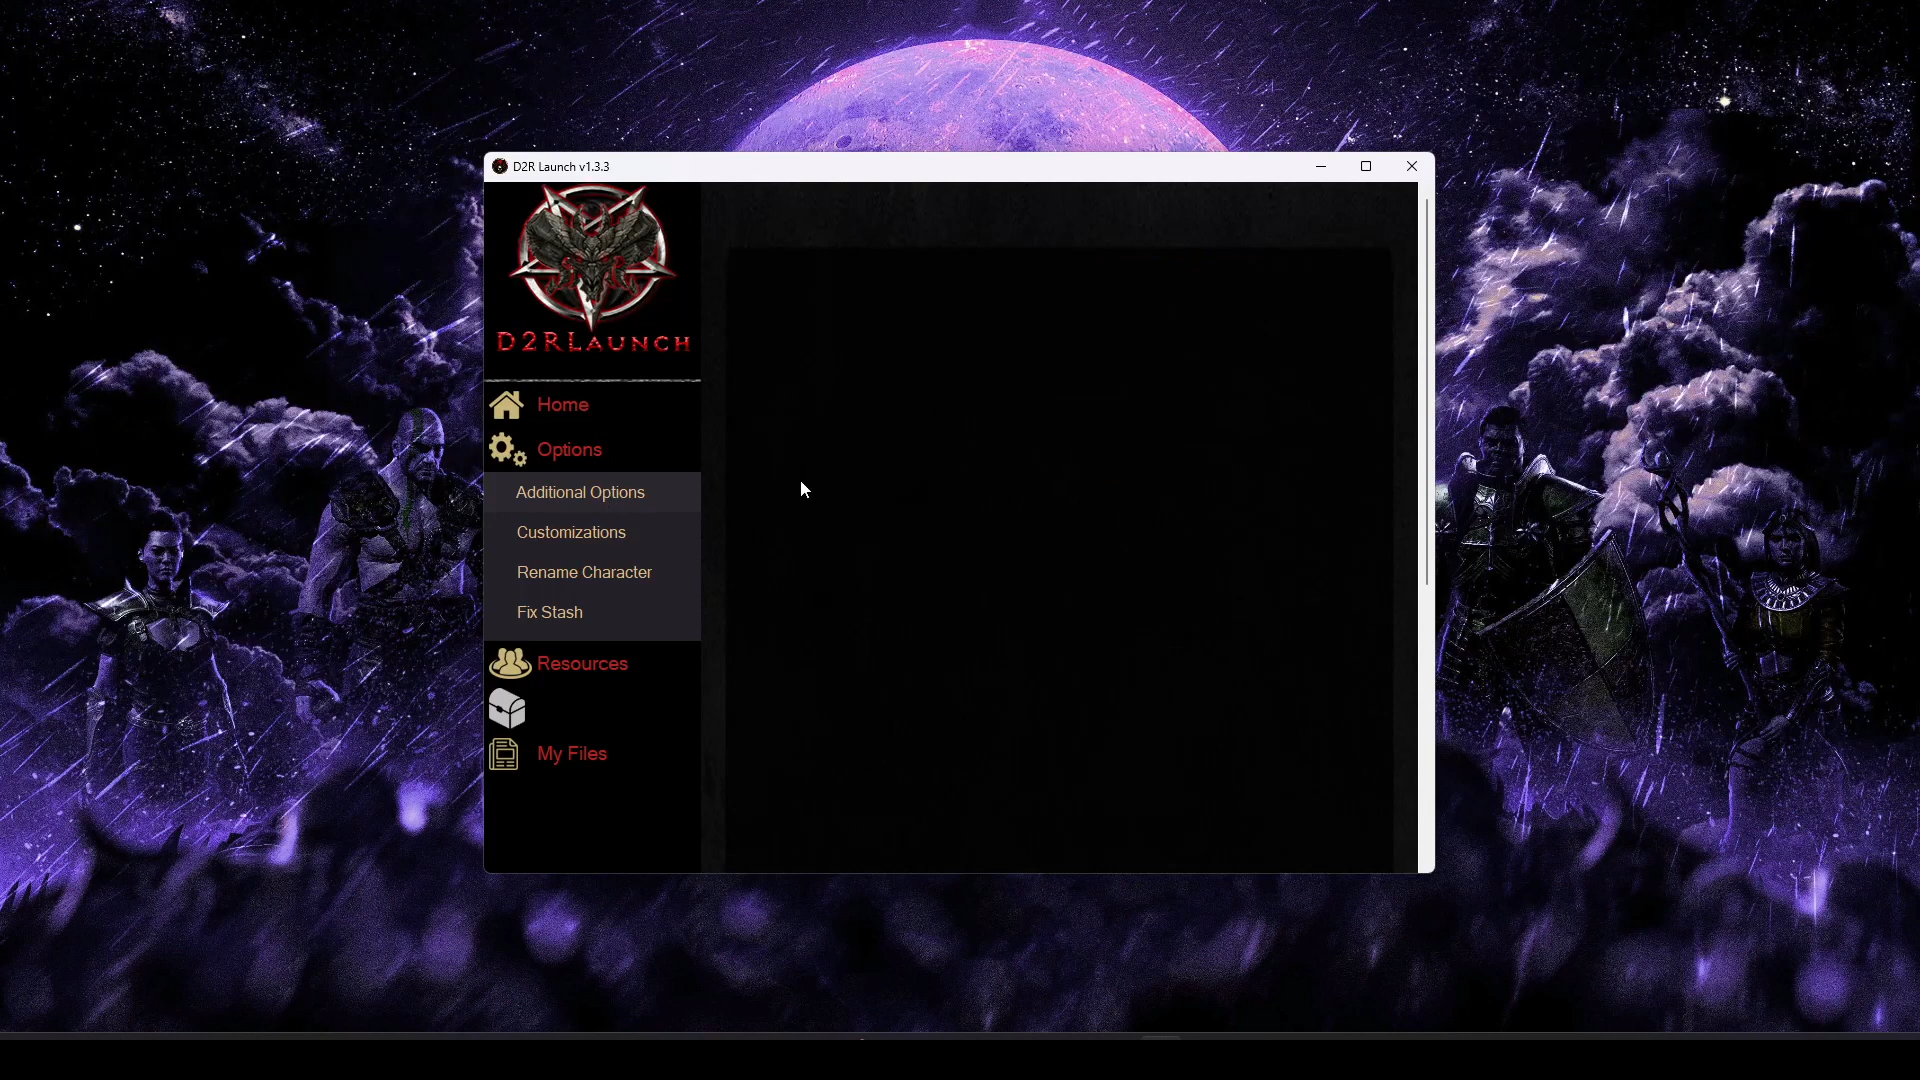 D2R Launch v1.3.3
D2RLAUNCH
Home
Options
Additional Options
Customizations
Rename Character
Fix Stash
Resources
My Files